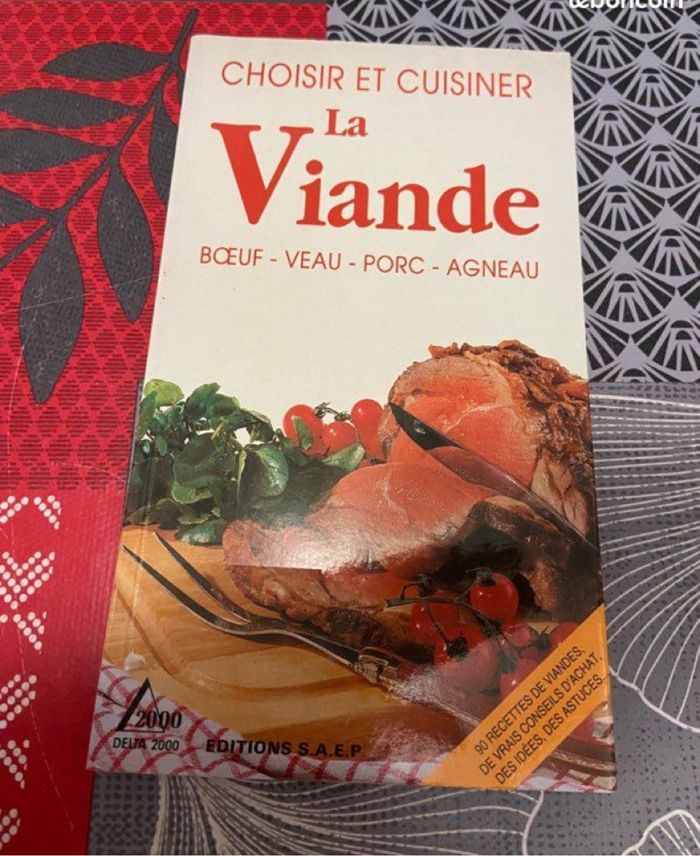 leboncoin
CHOISIR ET CUISINER
La
Viande
BŒUF - VEAU - PORC - AGNEAU
90 RECETTES DE VIANDES,
DE VRAIS CONSEILS D'ACHAT,
DES IDÉES, DES ASTUCES...
2000
DELTA 2000
EDITIONS S.A.E.P.